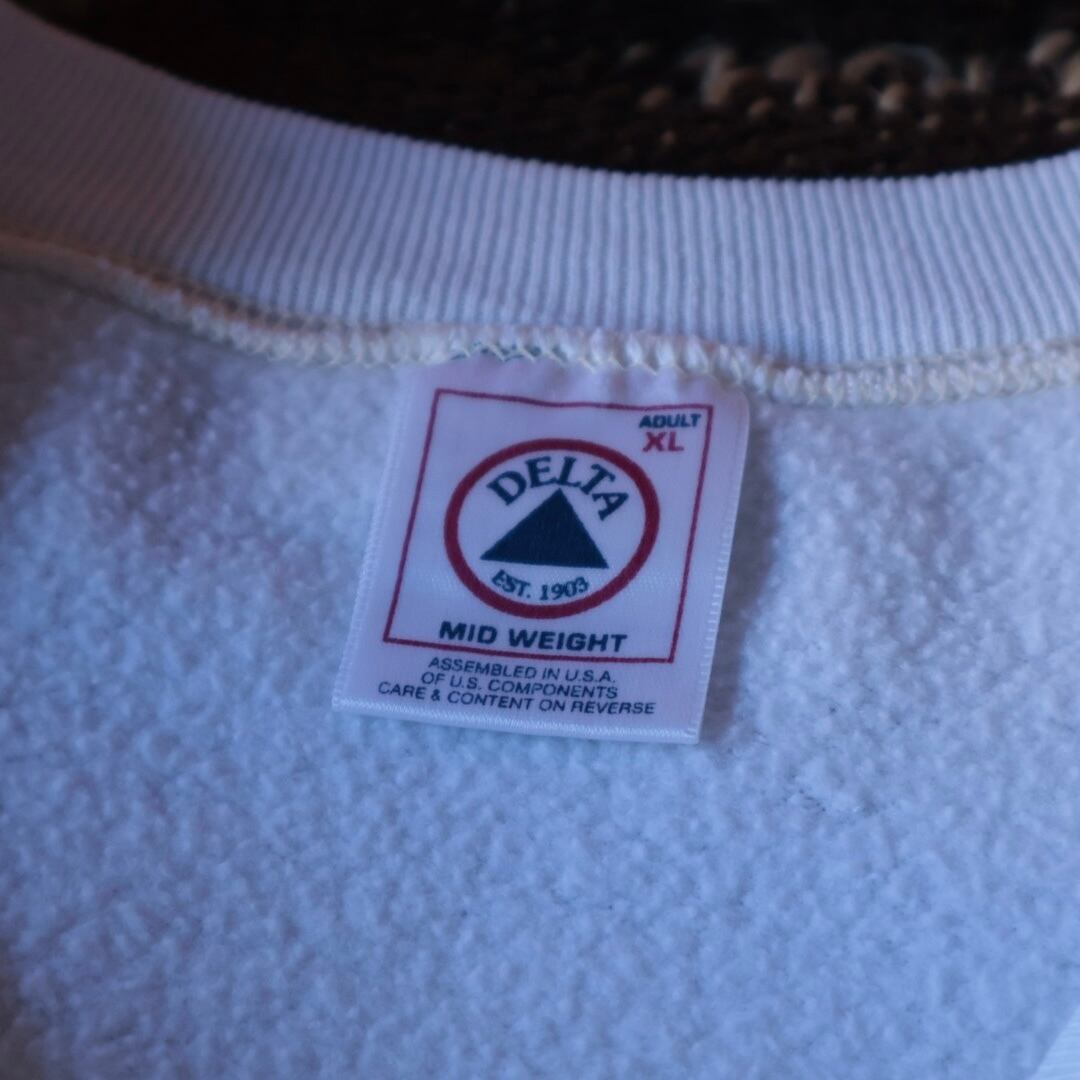 ADULT
XL
DELTA
EST. 1903
MID WEIGHT
ASSEMBLED IN U.S.A.
OF U.S. COMPONENTS
CARE & CONTENT ON REVERSE